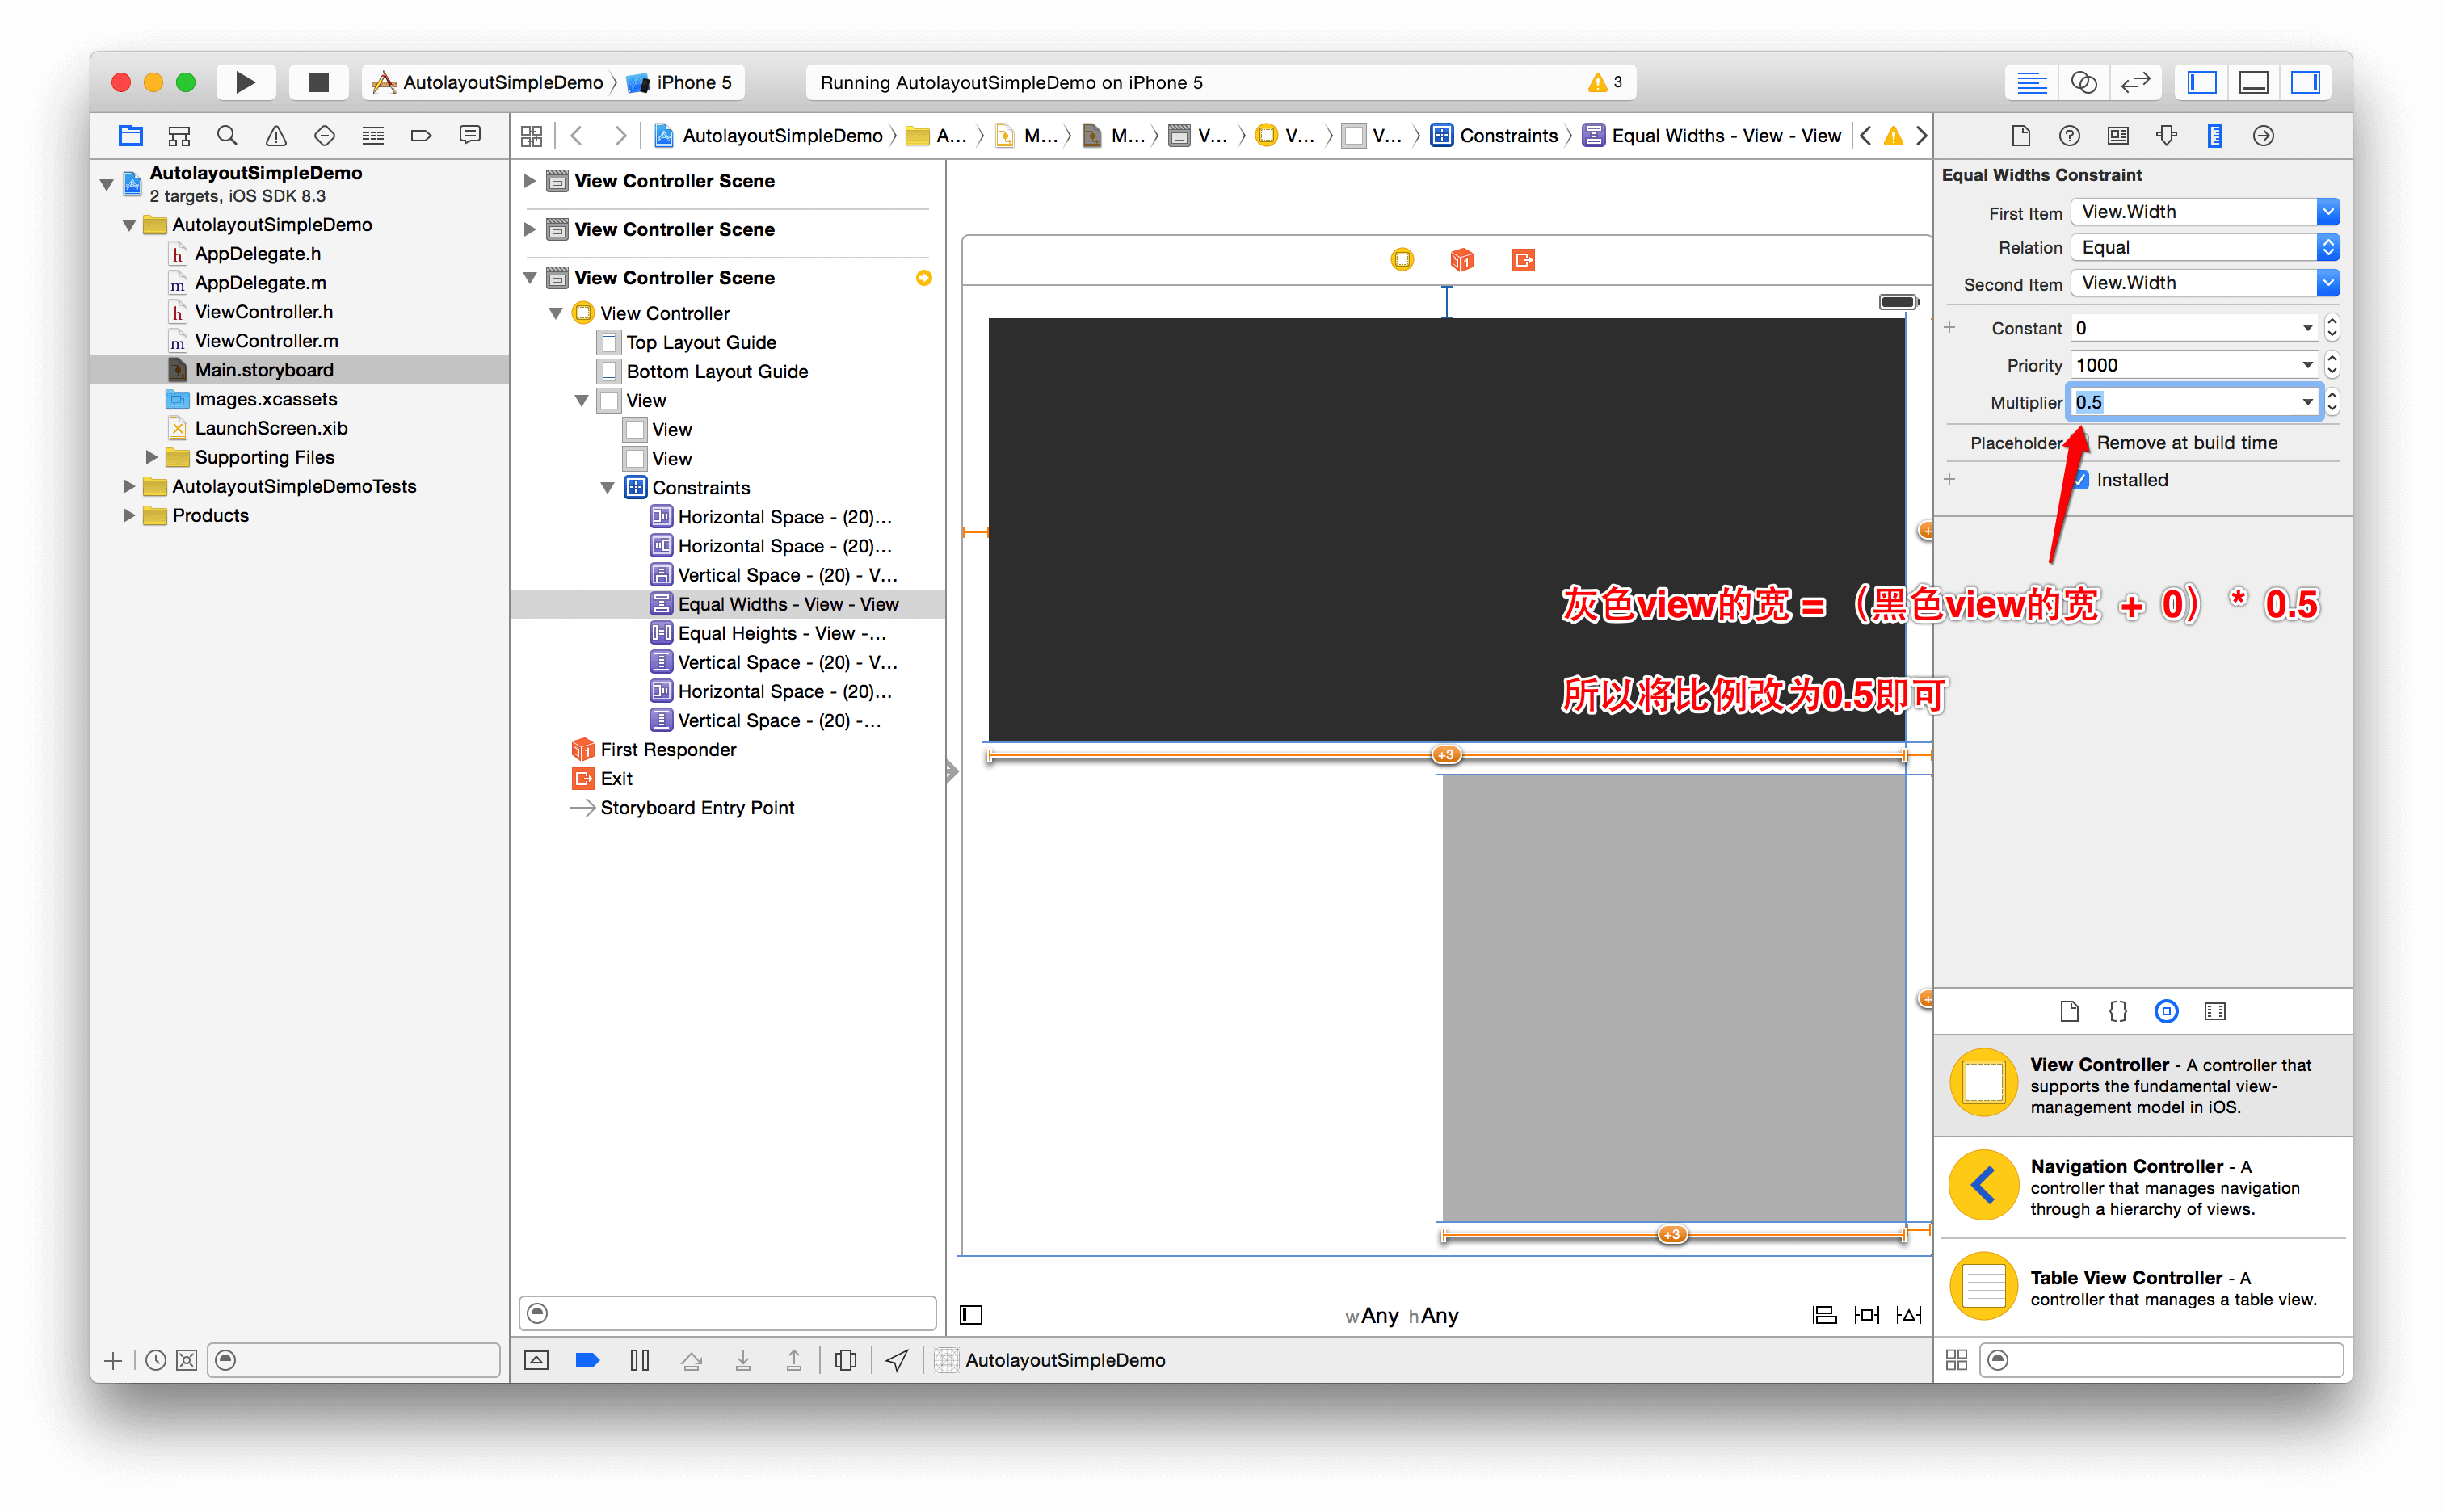 AutolayoutSimpleDemo
iPhone 5
Running AutolayoutSimpleDemo on iPhone 5
3
AutolayoutSimpleDemo
A...
M...
M...
V...
V...
V...
Constraints
Equal Widths - View - View
AutolayoutSimpleDemo
2 targets, iOS SDK 8.3
AutolayoutSimpleDemo
AppDelegate.h
AppDelegate.m
ViewController.h
ViewController.m
Main.storyboard
Images.xcassets
LaunchScreen.xib
Supporting Files
AutolayoutSimpleDemoTests
Products
View Controller Scene
View Controller Scene
View Controller Scene
View Controller
Top Layout Guide
Bottom Layout Guide
View
View
View
Constraints
Horizontal Space - (20)...
Horizontal Space - (20)...
Vertical Space - (20) - V...
Equal Widths - View - View
Equal Heights - View -...
Vertical Space - (20) - V...
Horizontal Space - (20)...
Vertical Space - (20) -...
First Responder
Exit
Storyboard Entry Point
+3
+3
wAny hAny
AutolayoutSimpleDemo
Equal Widths Constraint
First Item View.Width
Relation Equal
Second Item View.Width
Constant 0
Priority 1000
Multiplier 0.5
Placeholder Remove at build time
Installed
灰色view的宽 = （黑色view的宽 + 0） * 0.5
所以将比例改为0.5即可
View Controller - A controller that
supports the fundamental view-
management model in iOS.
Navigation Controller - A
controller that manages navigation
through a hierarchy of views.
Table View Controller - A
controller that manages a table view.